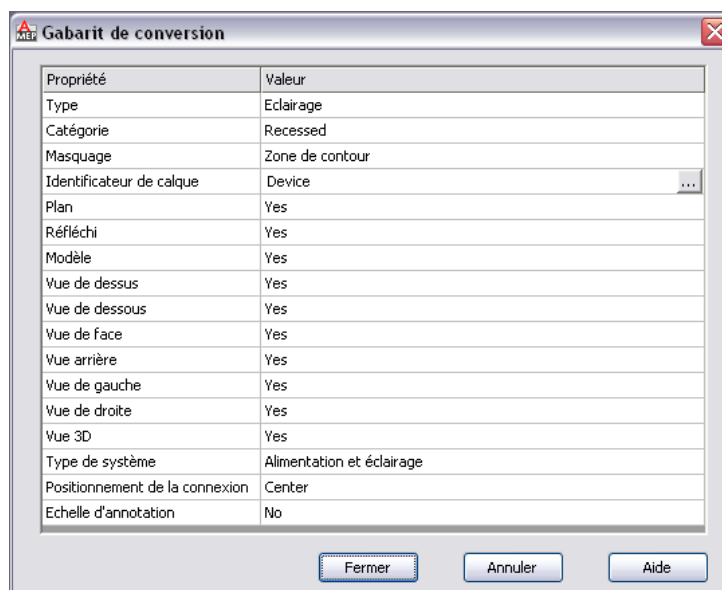 MEP Gabarit de conversion
Propriété Valeur
Type Eclairage
Catégorie Recessed
Masquage Zone de contour
Identificateur de calque Device ...
Plan Yes
Réfléchi Yes
Modèle Yes
Vue de dessus Yes
Vue de dessous Yes
Vue de face Yes
Vue arrière Yes
Vue de gauche Yes
Vue de droite Yes
Vue 3D Yes
Type de système Alimentation et éclairage
Positionnement de la connexion Center
Echelle d'annotation No
Fermer Annuler Aide